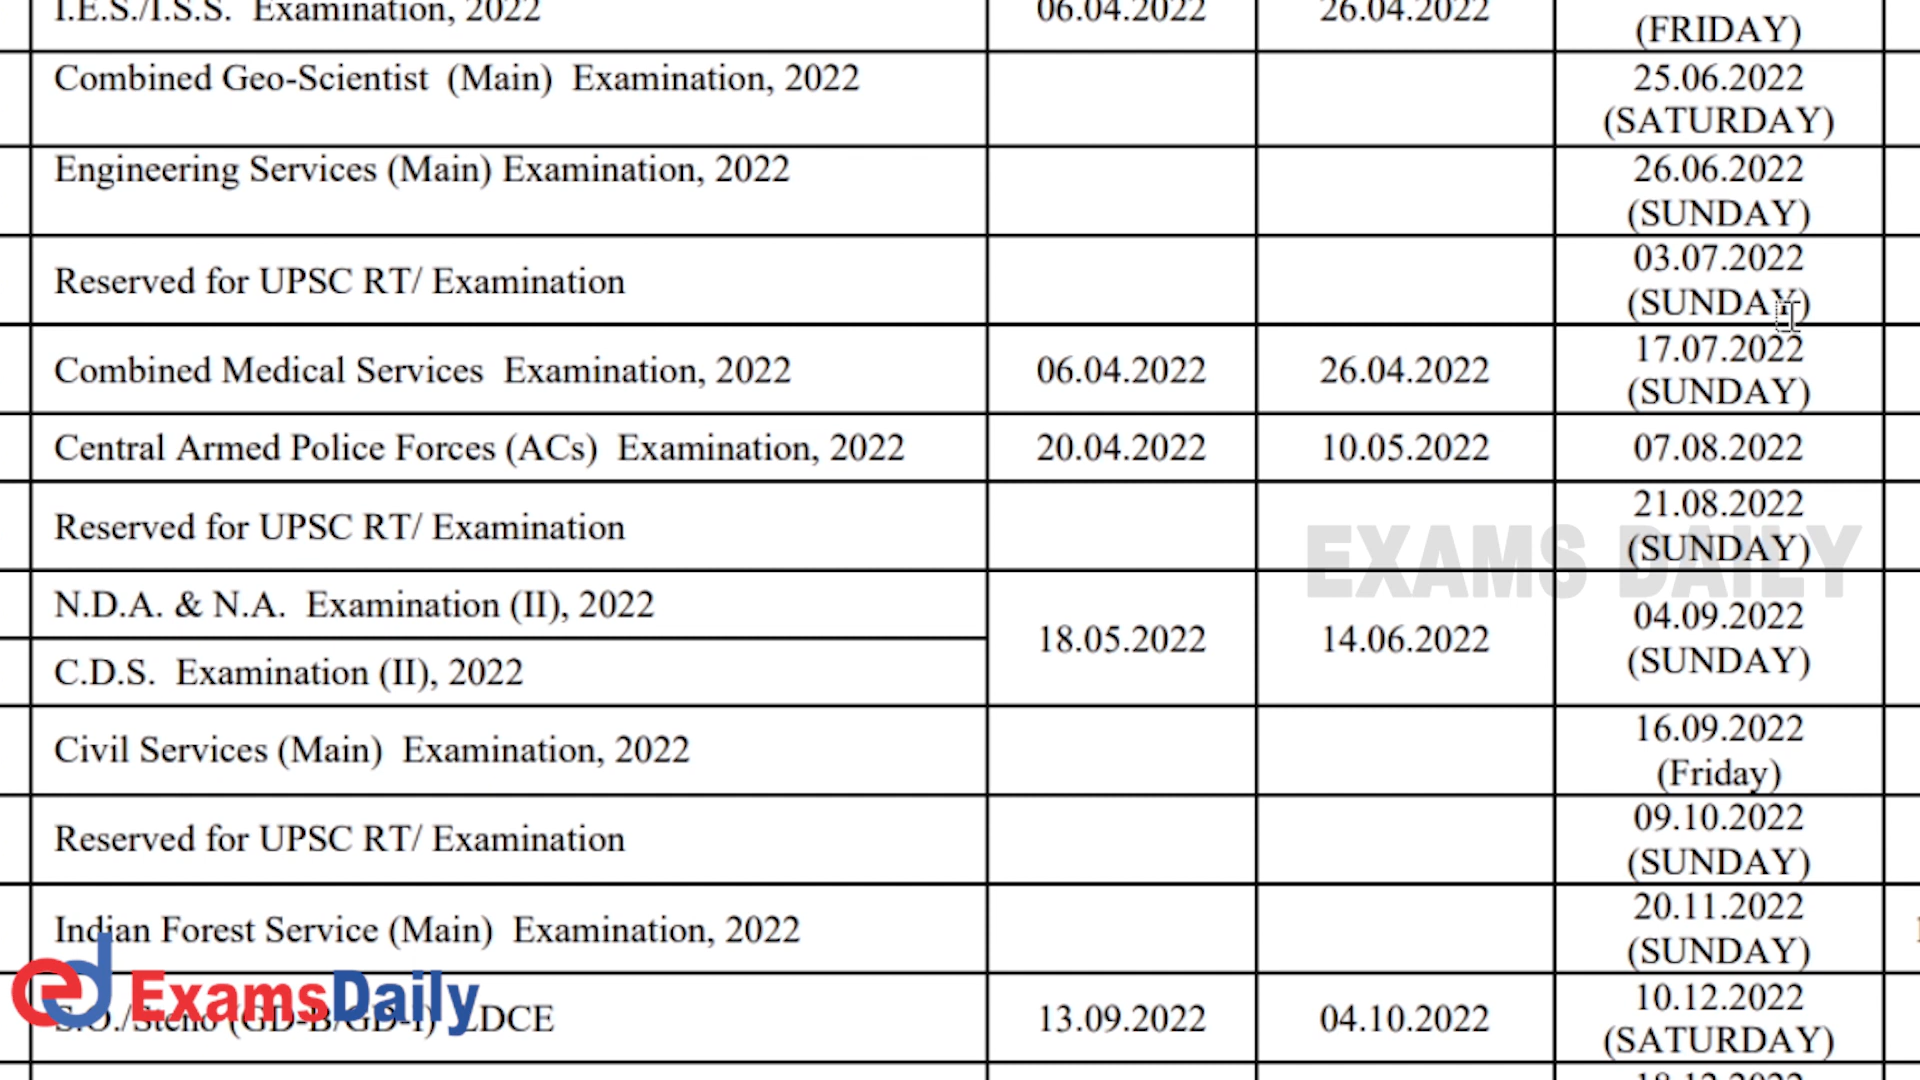 I.E.S./I.S.S. Examination, 2022 06.04.2022 26.04.2022
(FRIDAY)
Combined Geo-Scientist (Main) Examination, 2022 25.06.2022
(SATURDAY)
Engineering Services (Main) Examination, 2022 26.06.2022
(SUNDAY)
Reserved for UPSC RT/ Examination 03.07.2022
(SUNDAY)
Combined Medical Services Examination, 2022 06.04.2022 26.04.2022 17.07.2022
(SUNDAY)
Central Armed Police Forces (ACs) Examination, 2022 20.04.2022 10.05.2022 07.08.2022
Reserved for UPSC RT/ Examination 21.08.2022
(SUNDAY)
EXAMS DAILY
N.D.A. & N.A. Examination (II), 2022 18.05.2022 14.06.2022 04.09.2022
C.D.S. Examination (II), 2022 (SUNDAY)
Civil Services (Main) Examination, 2022 16.09.2022
(Friday)
Reserved for UPSC RT/ Examination 09.10.2022
(SUNDAY)
Indian Forest Service (Main) Examination, 2022 20.11.2022
(SUNDAY)
S.O./Steno (GD-B/GD-I) LDCE 13.09.2022 04.10.2022 10.12.2022
(SATURDAY)
ed ExamsDaily
18.12.2022